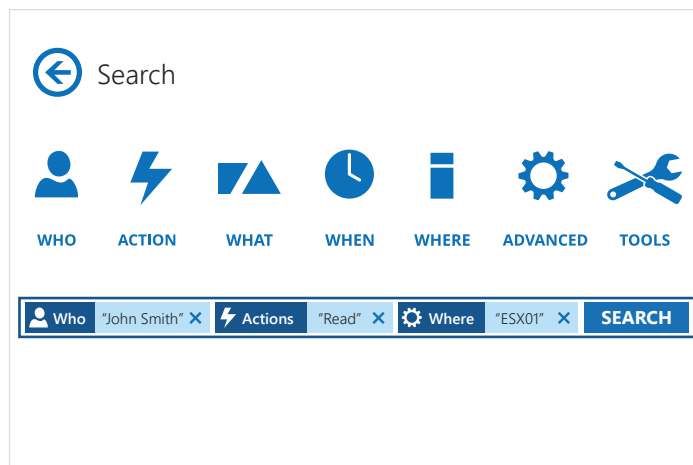 Search
WHO ACTION WHAT WHEN WHERE ADVANCED TOOLS
Who "John Smith" Actions "Read" Where "ESX01" SEARCH